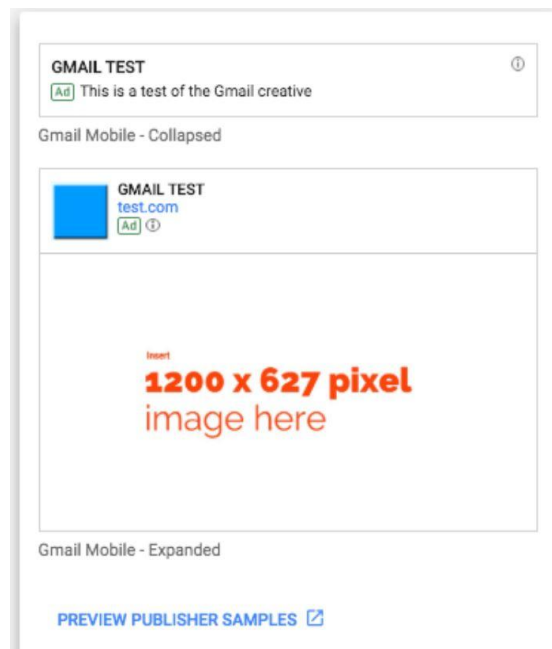 GMAIL TEST
Ad This is a test of the Gmail creative
Gmail Mobile - Collapsed
GMAIL TEST
test.com
Ad
Insert
1200 x 627 pixel
image here
Gmail Mobile - Expanded
PREVIEW PUBLISHER SAMPLES